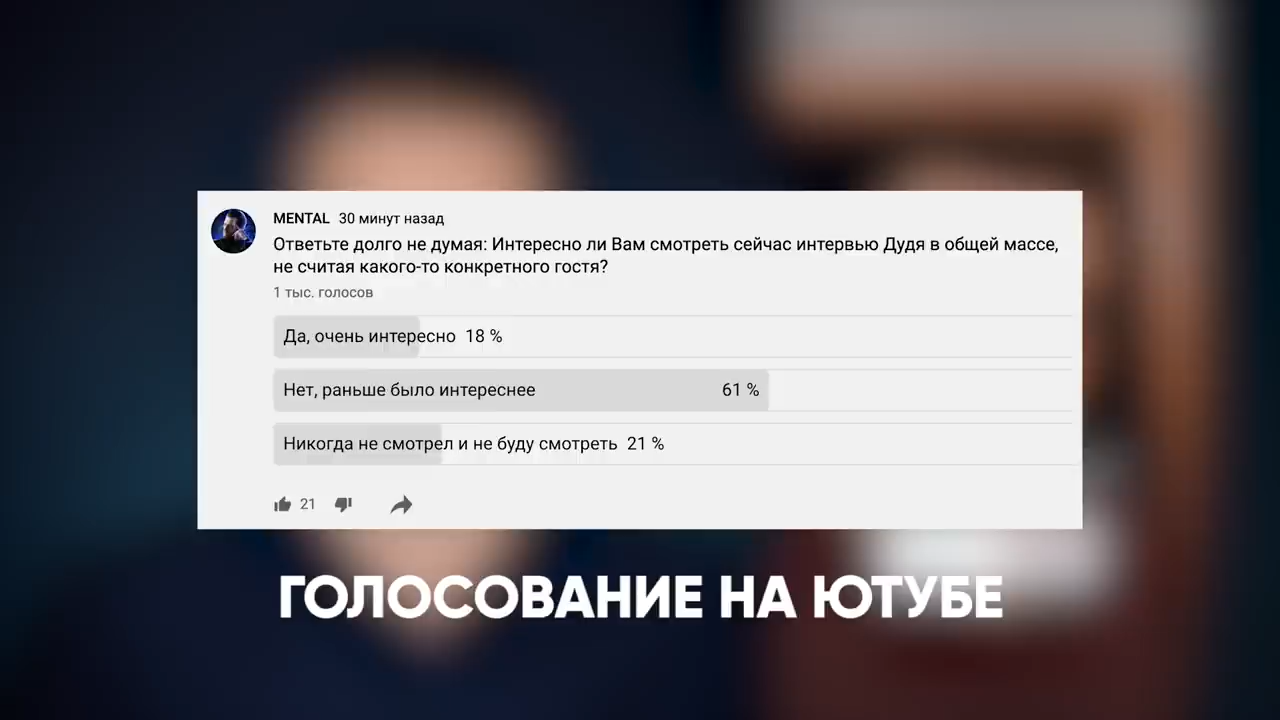 MENTAL 30 минут назад
Ответьте долго не думая: Интересно ли Вам смотреть сейчас интервью Дудя в общей массе,
не считая какого-то конкретного гостя?
1 тыс. голосов
Да, очень интересно 18 %
Нет, раньше было интереснее 61 %
Никогда не смотрел и не буду смотреть 21 %
21
ГОЛОСОВАНИЕ НА ЮТУБЕ